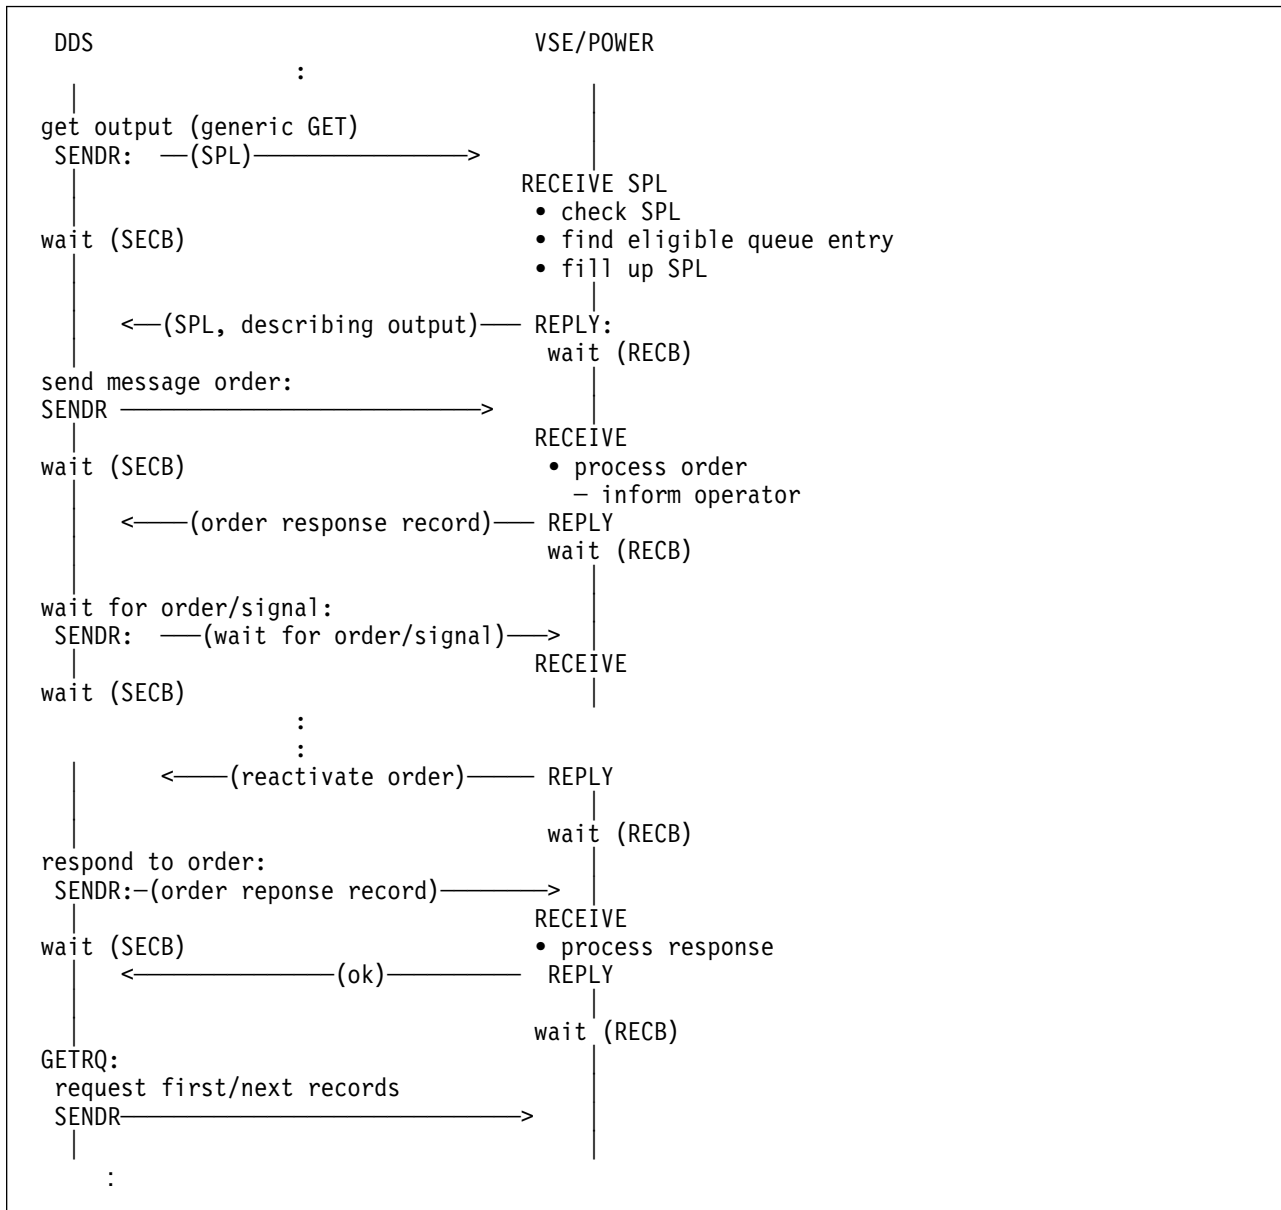 DDS VSE/POWER
:
get output (generic GET)
SENDR: —(SPL)————————————————>
RECEIVE SPL
• check SPL
wait (SECB) • find eligible queue entry
• fill up SPL
<——(SPL, describing output)——— REPLY:
wait (RECB)
send message order:
SENDR ———————————————————————————>
RECEIVE
wait (SECB) • process order
— inform operator
<————(order response record)——— REPLY
wait (RECB)
wait for order/signal:
SENDR: ———(wait for order/signal)———>
RECEIVE
wait (SECB)
:
:
<————(reactivate order)————— REPLY
wait (RECB)
respond to order:
SENDR:—(order reponse record)————————>
RECEIVE
wait (SECB) • process response
<———————————————(ok)—————————— REPLY
wait (RECB)
GETRQ:
request first/next records
SENDR——————————————————————————————>
: